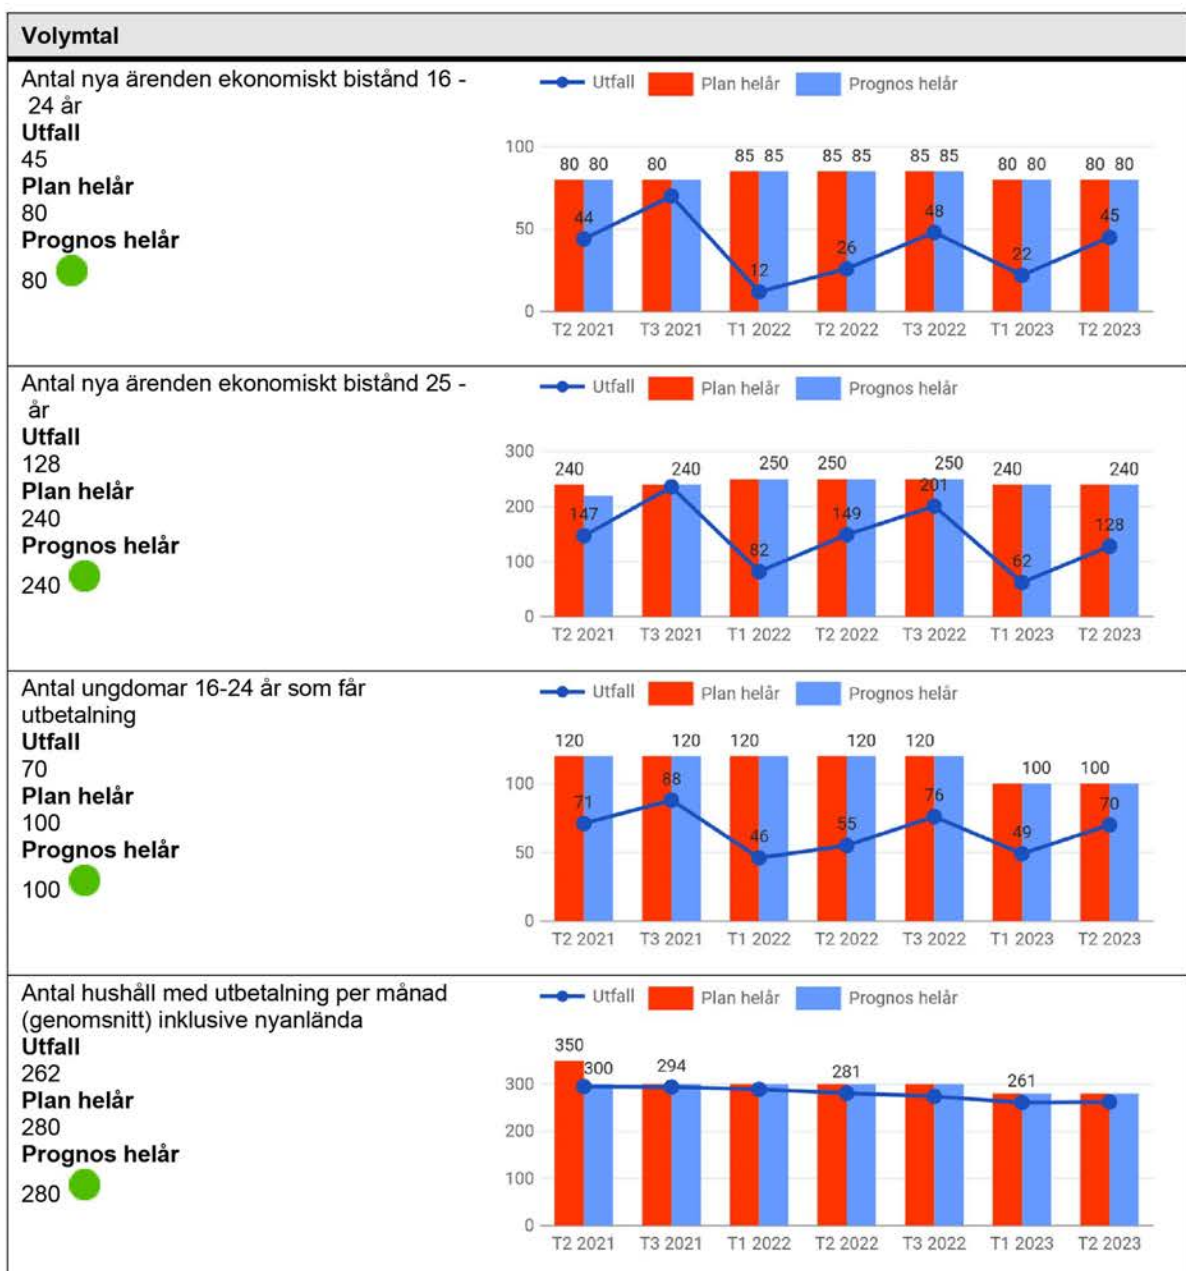 Volymtal
Antal nya ärenden ekonomiskt bistånd 16 -
24 år
Utfall
45
Plan helår
80
Prognos helår
80
Utfall Plan helår Prognos helår
80 80 80 85 85 85 85 85 85 80 80 80 80
100
50
0
44 12 26 48 22 45
T2 2021 T3 2021 T1 2022 T2 2022 T3 2022 T1 2023 T2 2023
Antal nya ärenden ekonomiskt bistånd 25 -
år
Utfall
128
Plan helår
240
Prognos helår
240
Utfall Plan helår Prognos helår
300
240 240 250 250 250 240 240
200
100
0
147 82 149 201 62 128
T2 2021 T3 2021 T1 2022 T2 2022 T3 2022 T1 2023 T2 2023
Antal ungdomar 16-24 år som får
utbetalning
Utfall
70
Plan helår
100
Prognos helår
100
Utfall Plan helår Prognos helår
120 120 120 120 120 100 100
100
50
0
71 88 46 55 76 49 70
T2 2021 T3 2021 T1 2022 T2 2022 T3 2022 T1 2023 T2 2023
Antal hushåll med utbetalning per månad
(genomsnitt) inklusive nyanlända
Utfall
262
Plan helår
280
Prognos helår
280
Utfall Plan helår Prognos helår
350 300 294 281 261
300
200
100
0
T2 2021 T3 2021 T1 2022 T2 2022 T3 2022 T1 2023 T2 2023